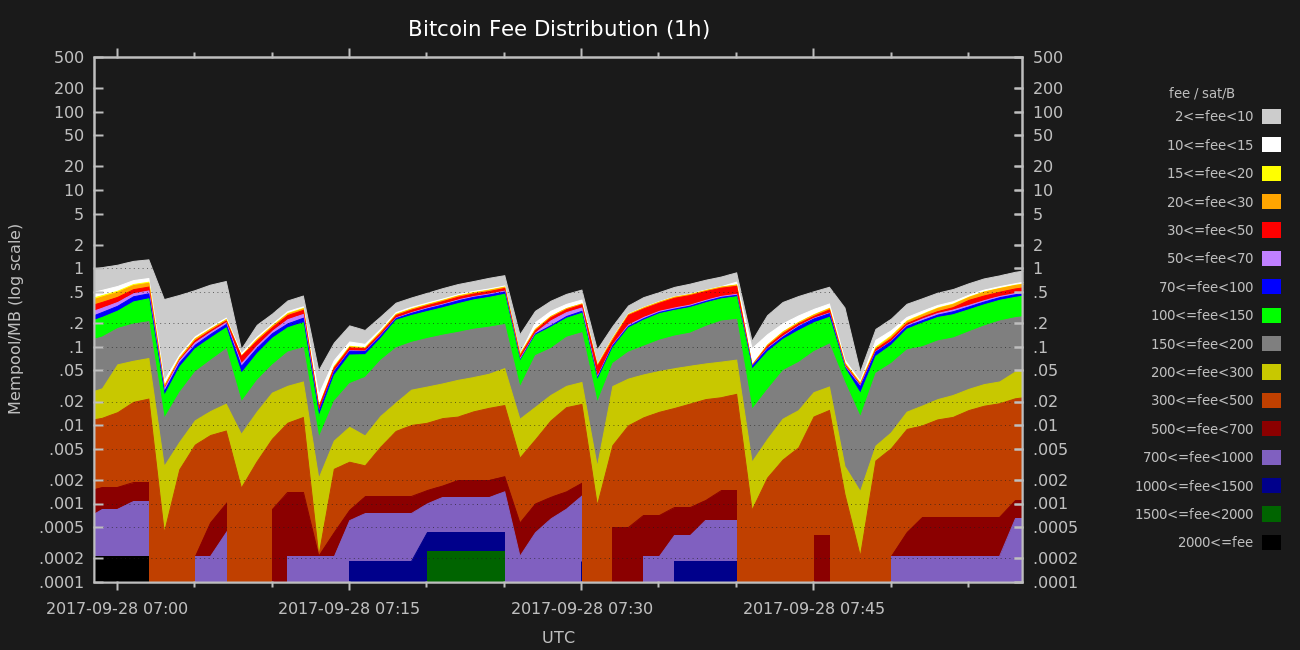 Bitcoin Fee Distribution (1h)
Mempool/MB (log scale)
500
200
100
50
20
10
5
2
1
.5
.2
.1
.05
.02
.01
.005
.002
.001
.0005
.0002
.0001
500
200
100
50
20
10
5
2
1
.5
.2
.1
.05
.02
.01
.005
.002
.001
.0005
.0002
.0001
fee / sat/B
2<=fee<10
10<=fee<15
15<=fee<20
20<=fee<30
30<=fee<50
50<=fee<70
70<=fee<100
100<=fee<150
150<=fee<200
200<=fee<300
300<=fee<500
500<=fee<700
700<=fee<1000
1000<=fee<1500
1500<=fee<2000
2000<=fee
2017-09-28 07:00 2017-09-28 07:15 2017-09-28 07:30 2017-09-28 07:45
UTC